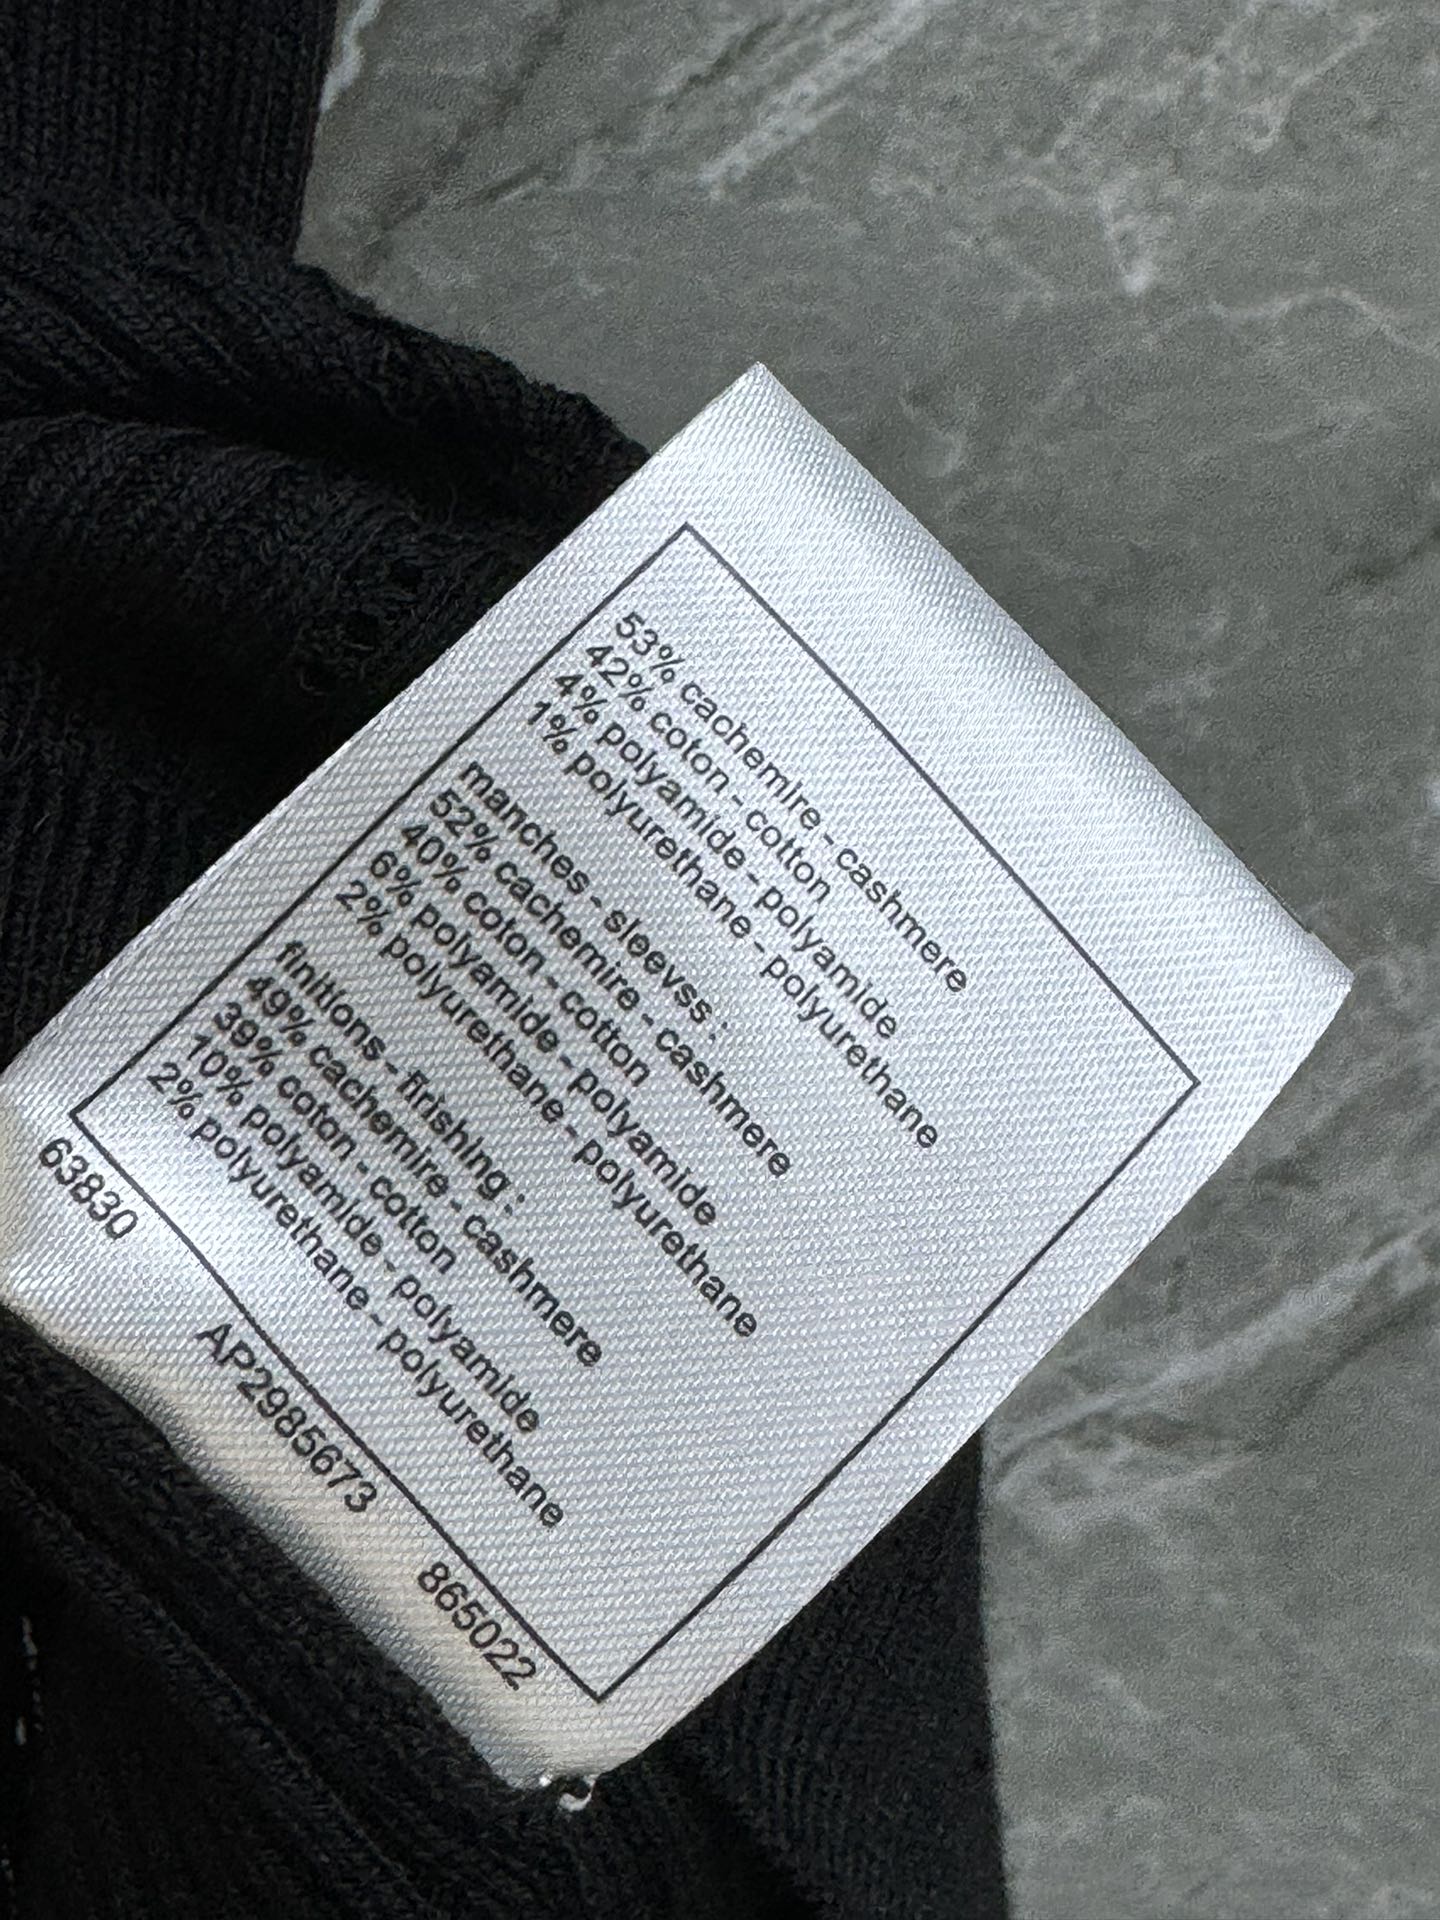 53% cachemire - cashmere
42% coton - cotton
4% polyamide - polyamide
1% polyurethane - polyurethane
manches - sleevss :
52% cachemire - cashmere
40% coton - cotton
6% polyamide - polyamide
2% polyurethane - polyurethane
finitions - firishing :
49% cachemire - cashmere
39% coton - cotton
10% polyamide - polyamide
2% polyurethane - polyurethane
63830 AP2985673 865022